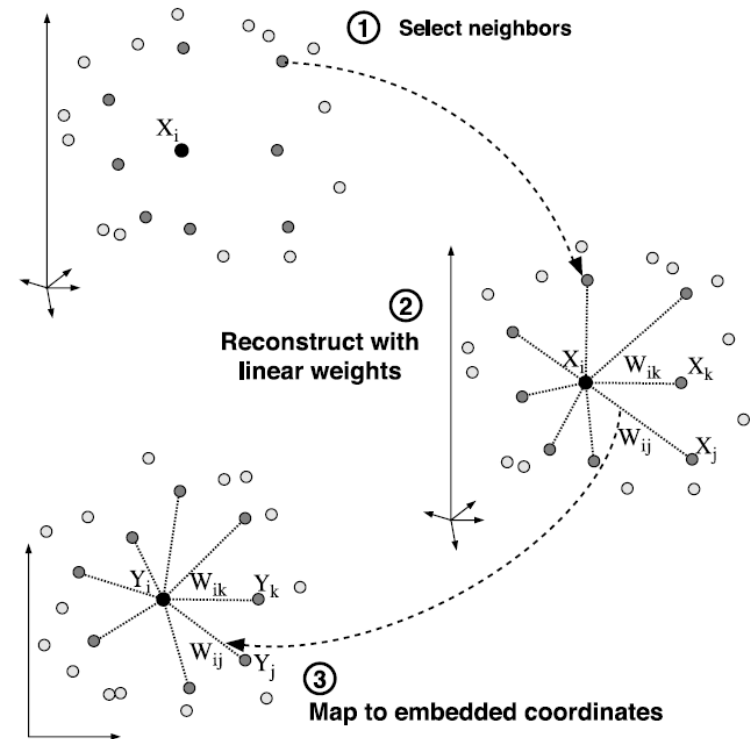 ① Select neighbors
X_i
②
Reconstruct with
linear weights
X_i
W_ik
X_k
W_ij
X_j
Y_i
W_ik
Y_k
W_ij
Y_j
③
Map to embedded coordinates